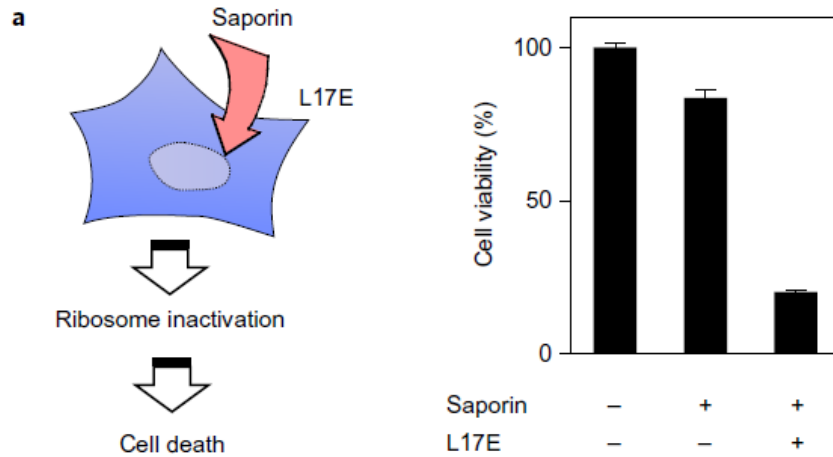 a
Saporin
L17E
Ribosome inactivation
Cell death
Cell viability (%)
100
50
0
Saporin – + +
L17E – – +